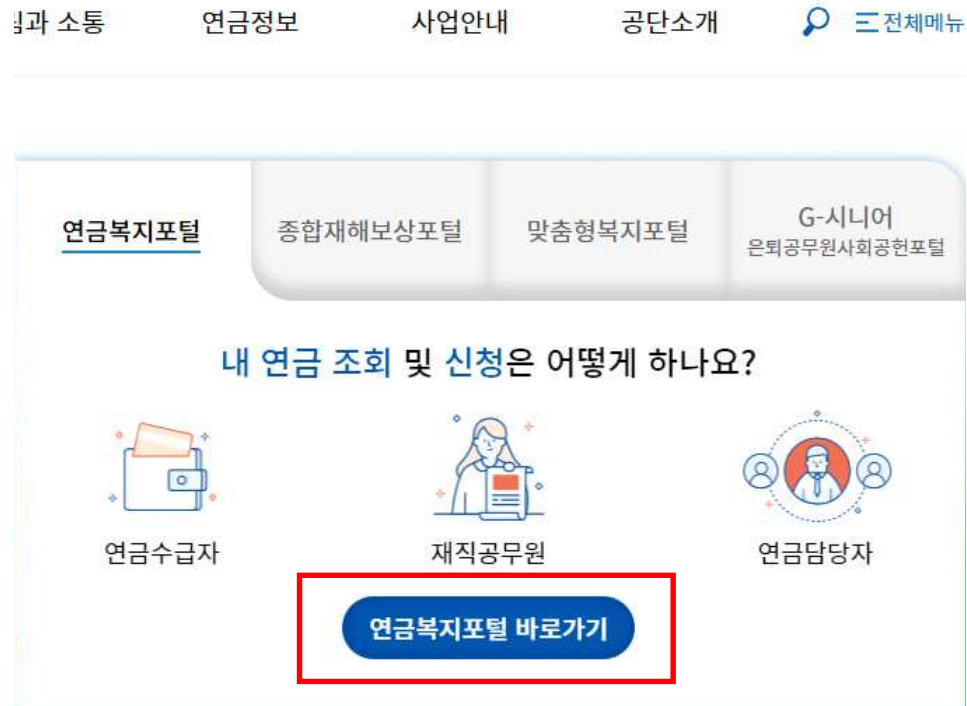 과 소통 연금정보 사업안내 공단소개 전체메뉴
연금복지포털 종합재해보상포털 맞춤형복지포털 G-시니어
은퇴공무원사회공헌포털
내 연금 조회 및 신청은 어떻게 하나요?
연금수급자 재직공무원 연금담당자
연금복지포털 바로가기